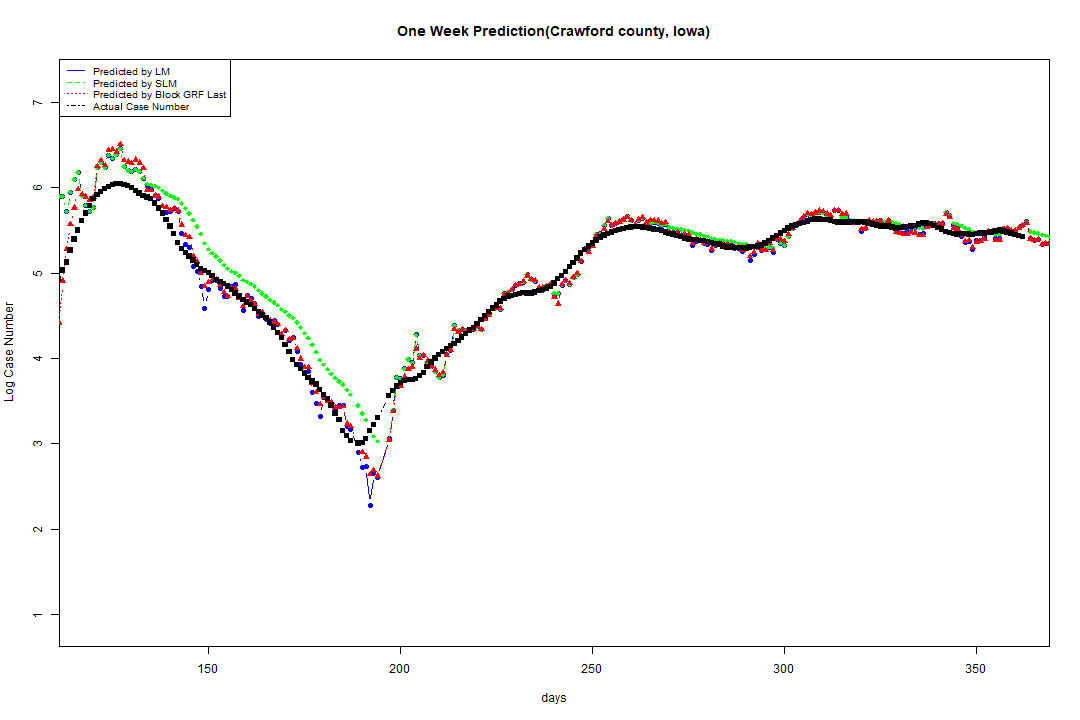 One Week Prediction(Crawford county, Iowa)
Predicted by LM
Predicted by SLM
Predicted by Block GRF Last
Actual Case Number
7
6
5
4
3
2
1
Log Case Number
150 200 250 300 350
days